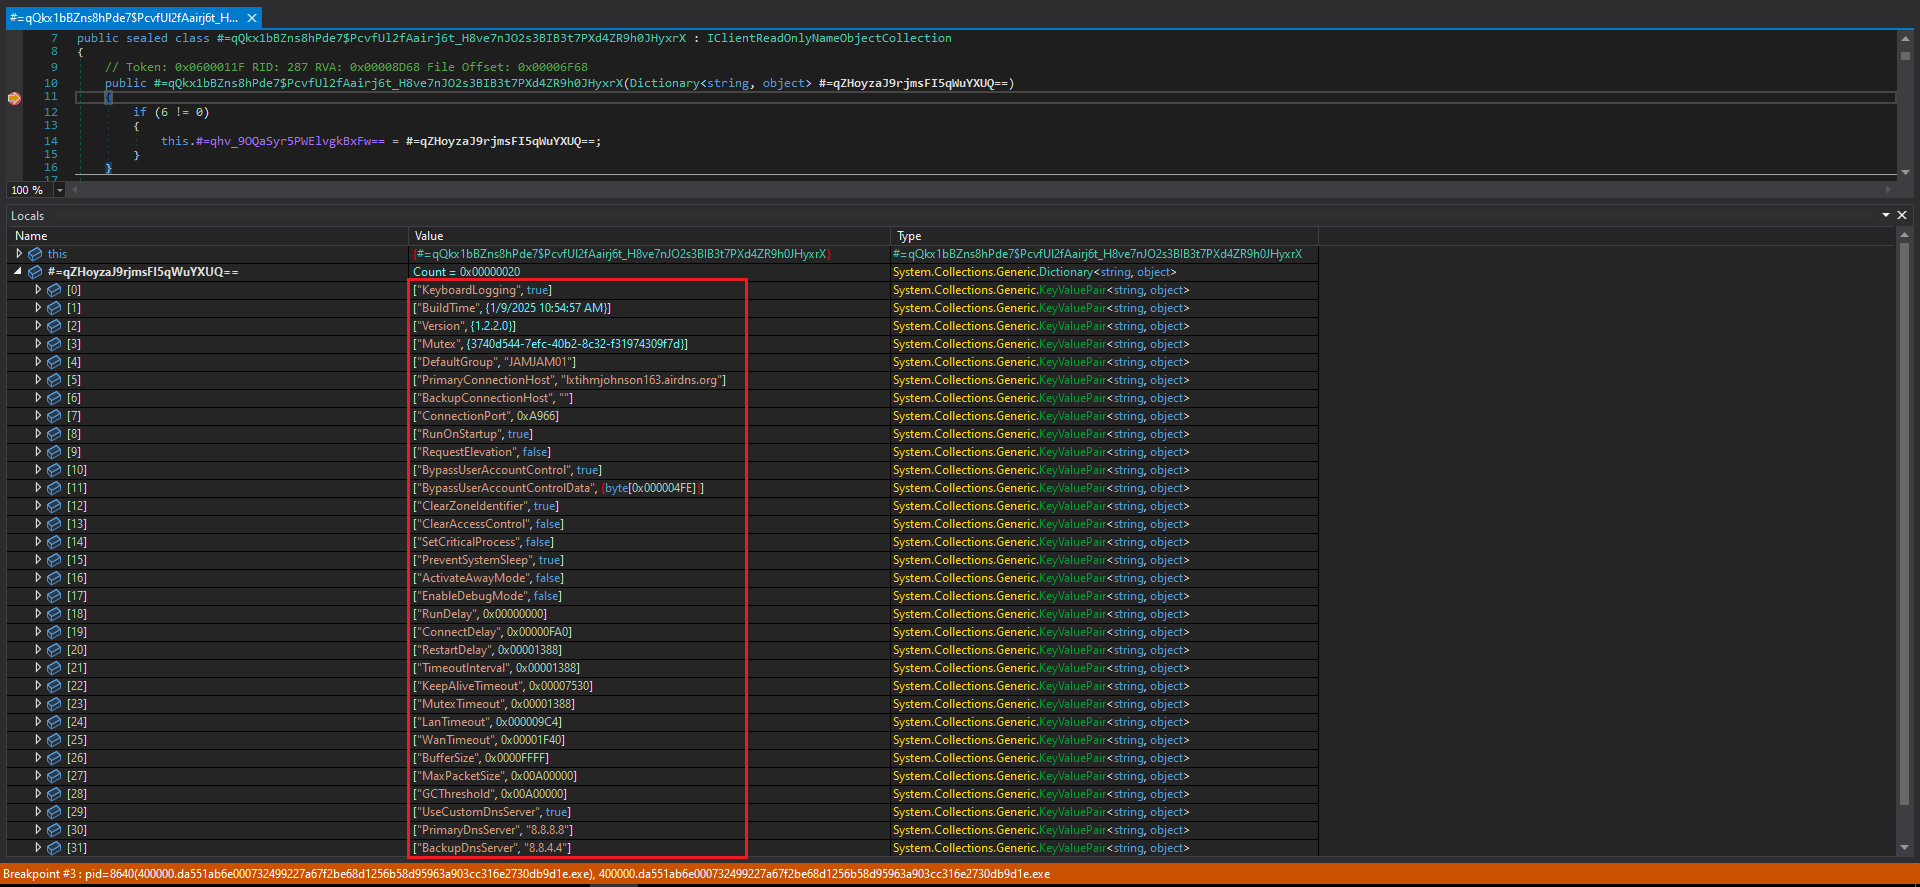 #=qQkx1bBZns8hPde7$PcvfUl2fAairj6t_H...
7 public sealed class #=qQkx1bBZns8hPde7$PcvfUl2fAairj6t_H8ve7nJO2s3BIB3t7PXd4ZR9h0JHyxrX : IClientReadOnlyNameObjectCollection
8 {
9 // Token: 0x0600011F RID: 287 RVA: 0x00008D68 File Offset: 0x00006F68
10 public #=qQkx1bBZns8hPde7$PcvfUl2fAairj6t_H8ve7nJO2s3BIB3t7PXd4ZR9h0JHyxrX(Dictionary<string, object> #=qZHoyzaJ9rjmsFI5qWuYXUQ==)
11 {
12 if (6 != 0)
13 {
14 this.#=qhv_9OQaSyr5PWElvgkBxFw== = #=qZHoyzaJ9rjmsFI5qWuYXUQ==;
15 }
16 }
17
100 %
Locals
Name Value Type
this {#=qQkx1bBZns8hPde7$PcvfUl2fAairj6t_H8ve7nJO2s3BIB3t7PXd4ZR9h0JHyxrX} #=qQkx1bBZns8hPde7$PcvfUl2fAairj6t_H8ve7nJO2s3BIB3t7PXd4ZR9h0JHyxrX
#=qZHoyzaJ9rjmsFI5qWuYXUQ== Count = 0x00000020 System.Collections.Generic.Dictionary<string, object>
[0] ["KeyboardLogging", true] System.Collections.Generic.KeyValuePair<string, object>
[1] ["BuildTime", {1/9/2025 10:54:57 AM}] System.Collections.Generic.KeyValuePair<string, object>
[2] ["Version", {1.2.2.0}] System.Collections.Generic.KeyValuePair<string, object>
[3] ["Mutex", {3740d544-7efc-40b2-8c32-f31974309f7d}] System.Collections.Generic.KeyValuePair<string, object>
[4] ["DefaultGroup", "JAMJAM01"] System.Collections.Generic.KeyValuePair<string, object>
[5] ["PrimaryConnectionHost", "lxtihmjohnson163.airdns.org"] System.Collections.Generic.KeyValuePair<string, object>
[6] ["BackupConnectionHost", ""] System.Collections.Generic.KeyValuePair<string, object>
[7] ["ConnectionPort", 0xA966] System.Collections.Generic.KeyValuePair<string, object>
[8] ["RunOnStartup", true] System.Collections.Generic.KeyValuePair<string, object>
[9] ["RequestElevation", false] System.Collections.Generic.KeyValuePair<string, object>
[10] ["BypassUserAccountControl", true] System.Collections.Generic.KeyValuePair<string, object>
[11] ["BypassUserAccountControlData", {byte[0x000004FE]}] System.Collections.Generic.KeyValuePair<string, object>
[12] ["ClearZoneIdentifier", true] System.Collections.Generic.KeyValuePair<string, object>
[13] ["ClearAccessControl", false] System.Collections.Generic.KeyValuePair<string, object>
[14] ["SetCriticalProcess", false] System.Collections.Generic.KeyValuePair<string, object>
[15] ["PreventSystemSleep", true] System.Collections.Generic.KeyValuePair<string, object>
[16] ["ActivateAwayMode", false] System.Collections.Generic.KeyValuePair<string, object>
[17] ["EnableDebugMode", false] System.Collections.Generic.KeyValuePair<string, object>
[18] ["RunDelay", 0x00000000] System.Collections.Generic.KeyValuePair<string, object>
[19] ["ConnectDelay", 0x00000FA0] System.Collections.Generic.KeyValuePair<string, object>
[20] ["RestartDelay", 0x00001388] System.Collections.Generic.KeyValuePair<string, object>
[21] ["TimeoutInterval", 0x00001388] System.Collections.Generic.KeyValuePair<string, object>
[22] ["KeepAliveTimeout", 0x00007530] System.Collections.Generic.KeyValuePair<string, object>
[23] ["MutexTimeout", 0x00001388] System.Collections.Generic.KeyValuePair<string, object>
[24] ["LanTimeout", 0x000009C4] System.Collections.Generic.KeyValuePair<string, object>
[25] ["WanTimeout", 0x00001F40] System.Collections.Generic.KeyValuePair<string, object>
[26] ["BufferSize", 0x0000FFFF] System.Collections.Generic.KeyValuePair<string, object>
[27] ["MaxPacketSize", 0x00A00000] System.Collections.Generic.KeyValuePair<string, object>
[28] ["GCThreshold", 0x00A00000] System.Collections.Generic.KeyValuePair<string, object>
[29] ["UseCustomDnsServer", true] System.Collections.Generic.KeyValuePair<string, object>
[30] ["PrimaryDnsServer", "8.8.8.8"] System.Collections.Generic.KeyValuePair<string, object>
[31] ["BackupDnsServer", "8.8.4.4"] System.Collections.Generic.KeyValuePair<string, object>
Breakpoint #3 : pid=8640(400000.da551ab6e000732499227a67f2be68d1256b58d95963a903cc316e2730db9d1e.exe), 400000.da551ab6e000732499227a67f2be68d1256b58d95963a903cc316e2730db9d1e.exe